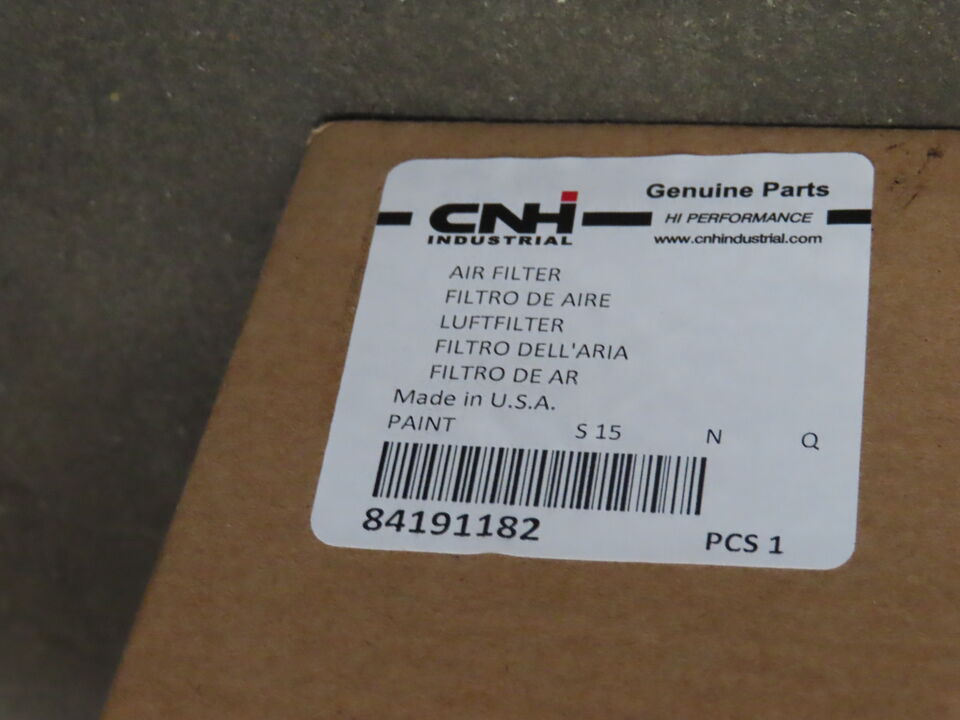 CNH
INDUSTRIAL
Genuine Parts
HI PERFORMANCE
www.cnhindustrial.com
AIR FILTER
FILTRO DE AIRE
LUFTFILTER
FILTRO DELL'ARIA
FILTRO DE AR
Made in U.S.A.
PAINT S 15 N Q
84191182
PCS 1